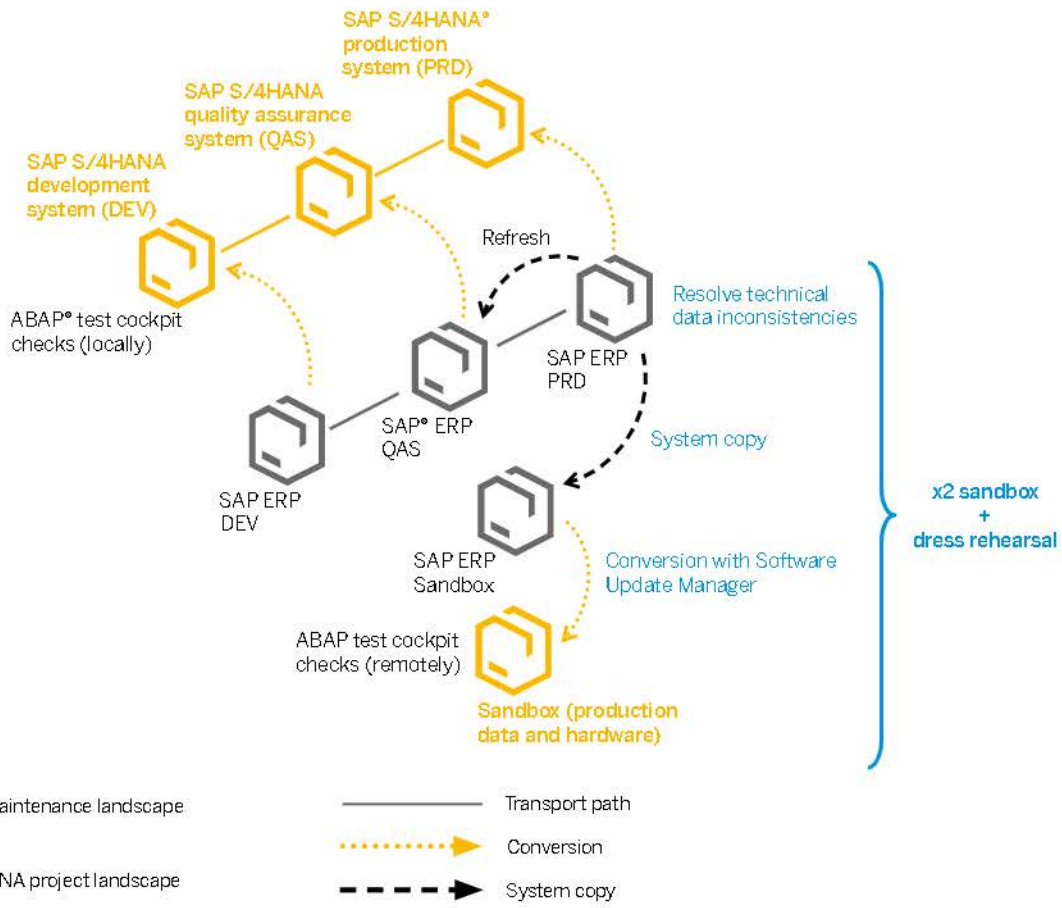 SAP S/4HANA®
production
system (PRD)
SAP S/4HANA
quality assurance
system (QAS)
SAP S/4HANA
development
system (DEV)
Refresh
Resolve technical
data inconsistencies
ABAP® test cockpit
checks (locally)
SAP ERP
PRD
SAP® ERP
QAS
System copy
SAP ERP
DEV
x2 sandbox
+
dress rehearsal
SAP ERP
Sandbox
Conversion with Software
Update Manager
ABAP test cockpit
checks (remotely)
Sandbox (production
data and hardware)
aintenance landscape
Transport path
Conversion
NA project landscape
System copy